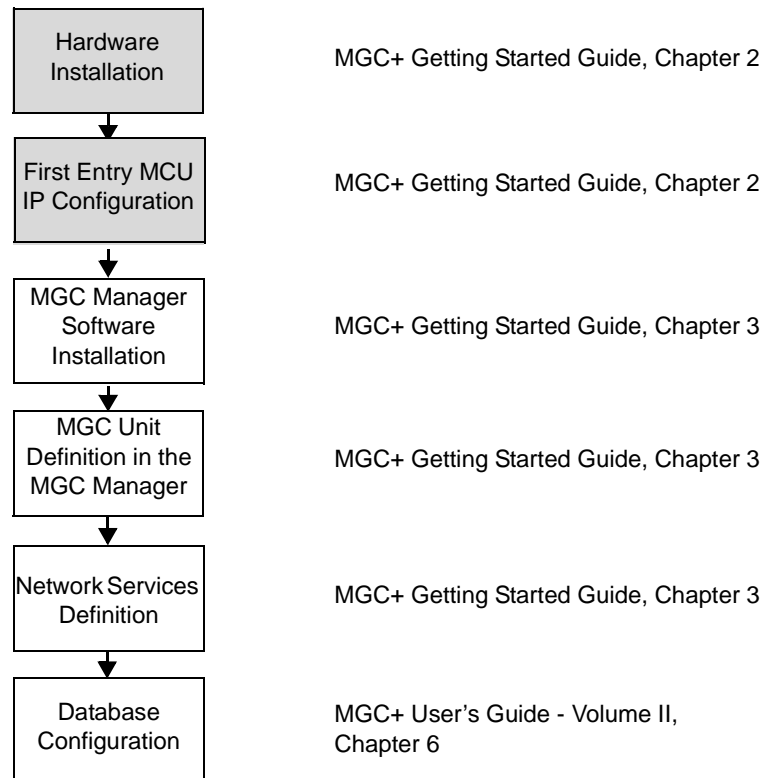 Hardware
Installation
MGC+ Getting Started Guide, Chapter 2
First Entry MCU
IP Configuration
MGC+ Getting Started Guide, Chapter 2
MGC Manager
Software
Installation
MGC+ Getting Started Guide, Chapter 3
MGC Unit
Definition in the
MGC Manager
MGC+ Getting Started Guide, Chapter 3
Network Services
Definition
MGC+ Getting Started Guide, Chapter 3
Database
Configuration
MGC+ User's Guide - Volume II,
Chapter 6